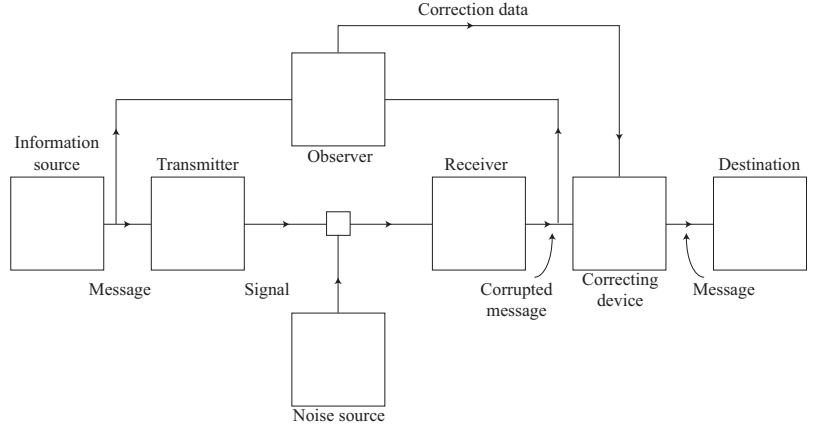 Correction data
Information
source
Transmitter
Observer
Receiver
Destination
Message
Signal
Corrupted
message
Correcting
device
Message
Noise source